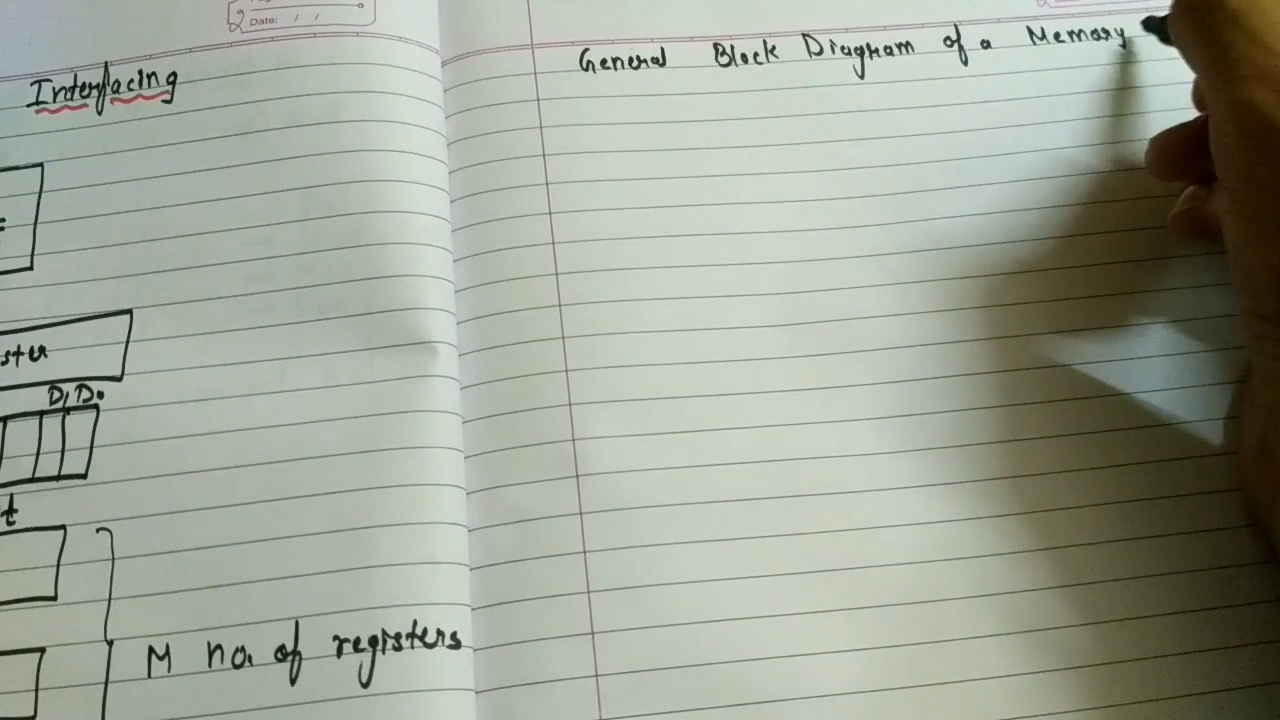 Date: / /
Interfacing
ster
D₁ D₀
t
M no. of registers
General Block Diagram of a Memory